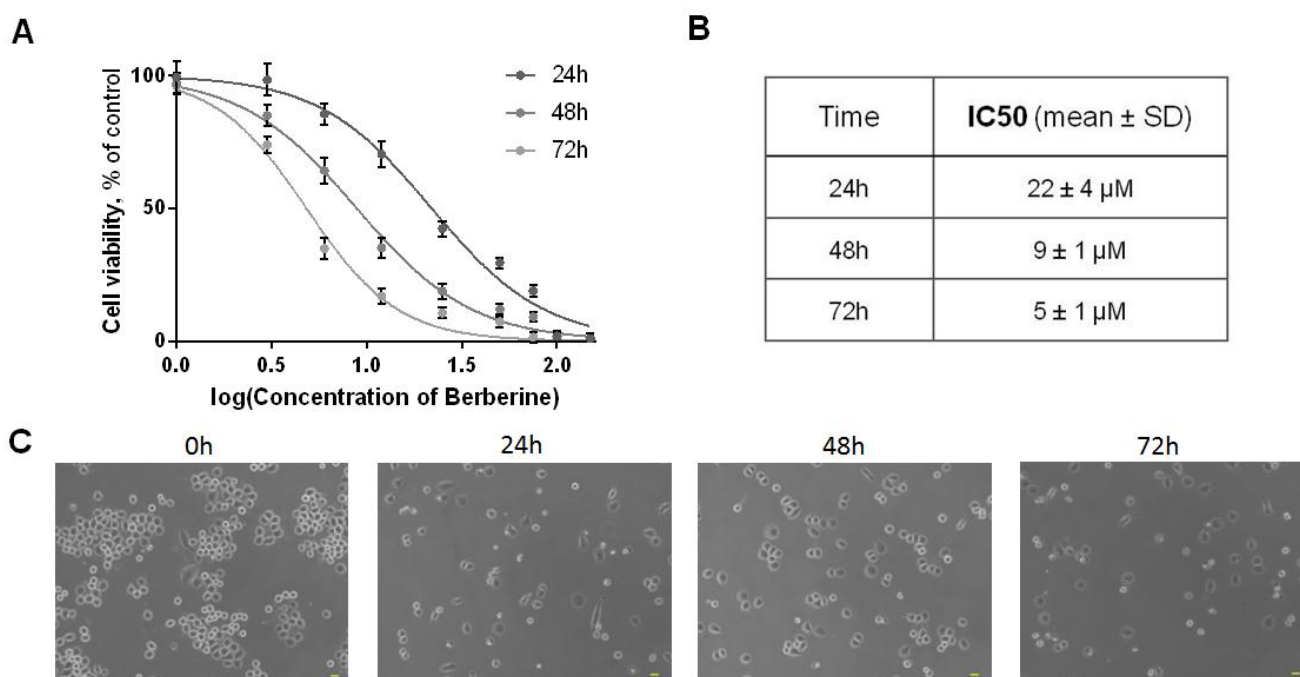 A
Cell viability, % of control
100
50
0
0.0 0.5 1.0 1.5 2.0
log(Concentration of Berberine)
24h
48h
72h
B
Time IC50 (mean ± SD)
24h 22 ± 4 µM
48h 9 ± 1 µM
72h 5 ± 1 µM
C
0h 24h 48h 72h